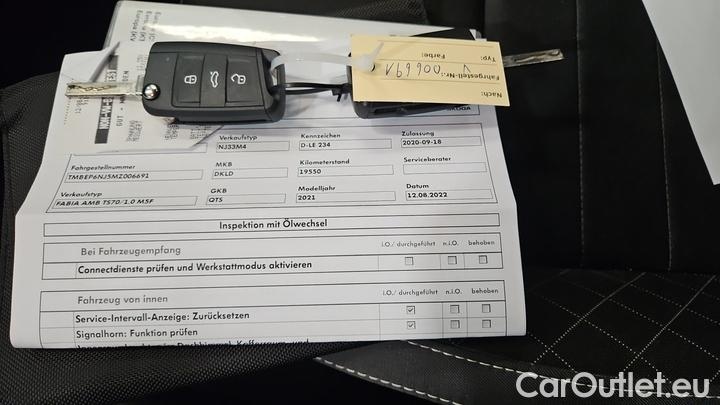 Nach:
Fahrgestell-Nr.:
V 006691
Farbe:
Typ:
Verkaufstyp
NJ33M4
Kennzeichen
D-LE 234
Zulassung
2020-09-18
Fahrgestellnummer
TMBEP6NJ5MZ006691
MKB
DKLD
Kilometerstand
19550
Serviceberater
Verkaufstyp
FABIA AMB TS70/1.0 M5F
GKB
QTS
Modelljahr
2021
Datum
12.08.2022
Inspektion mit Ölwechsel
Bei Fahrzeugempfang i.O./ durchgeführt n.i.O. behoben
Connectdienste prüfen und Werkstattmodus aktivieren
Fahrzeug von innen i.O./ durchgeführt n.i.O. behoben
Service-Intervall-Anzeige: Zurücksetzen
Signalhorn: Funktion prüfen
CarOutlet.eu